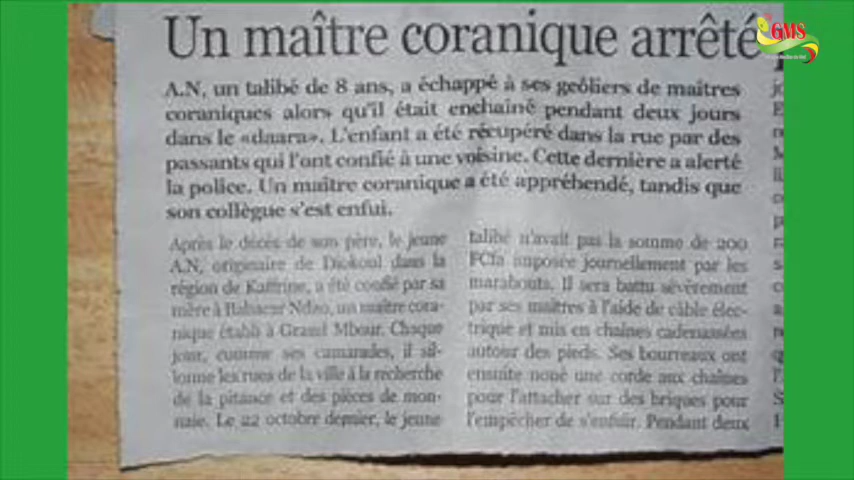 Un maître coranique arrêté
GMS
A.N, un talibé de 8 ans, a échappé à ses geôliers de maîtres
coraniques alors qu'il était enchaîné pendant deux jours
dans le «daara». L'enfant a été récupéré dans la rue par des
passants qui l'ont confié à une voisine. Cette dernière a alerté
la police. Un maître coranique a été appréhendé, tandis que
son collègue s'est enfui.
Après le décès de son père, le jeune
A.N, originaire de Diokoul dans la
région de Kaffrine, a été confié par sa
mère à Babacar Ndao, un maître cora-
nique établi à Grand Mbour. Chaque
jour, comme ses camarades, il sil-
lonne les rues de la ville à la recherche
de la pitance et des pièces de mon-
naie. Le 22 octobre dernier, le jeune
talibé n'avait pas la somme de 200
FCfa imposée journellement par les
marabouts. Il sera battu sévèrement
par ses maîtres à l'aide de câble élec-
trique et mis en chaînes cadenassées
autour des pieds. Ses bourreaux ont
ensuite noué une corde aux chaînes
pour l'attacher sur des briques pour
l'empêcher de s'enfuir. Pendant deux